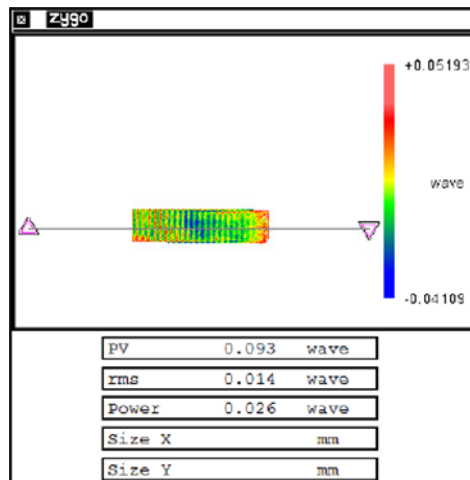 zygo
+0.05193
wave
-0.04109
PV 0.093 wave
rms 0.014 wave
Power 0.026 wave
Size X mm
Size Y mm